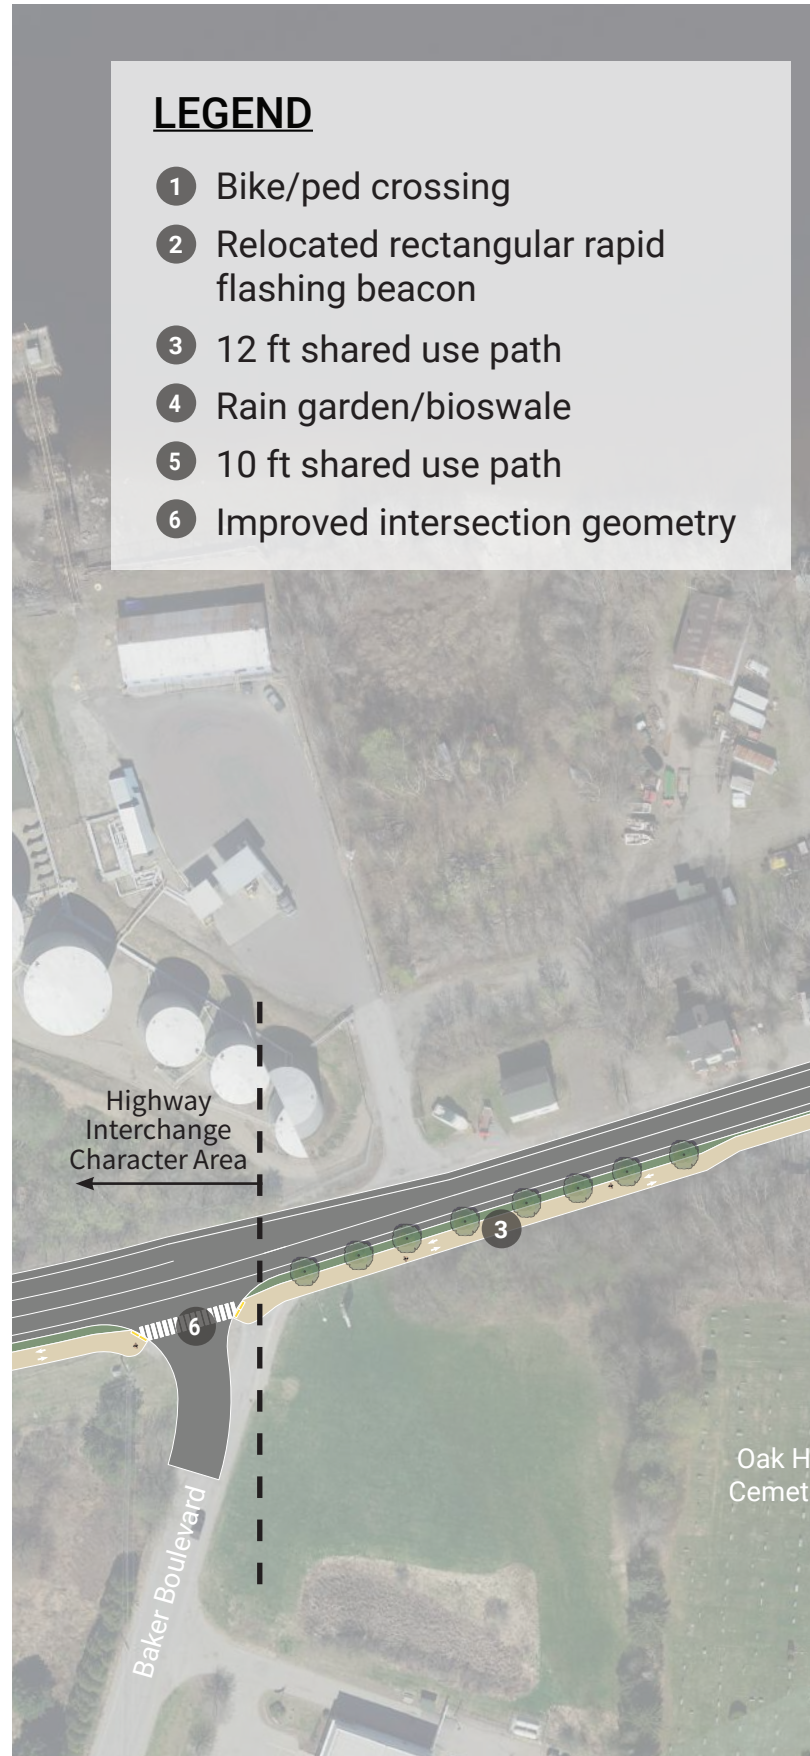 LEGEND
1 Bike/ped crossing
2 Relocated rectangular rapid
flashing beacon
3 12 ft shared use path
4 Rain garden/bioswale
5 10 ft shared use path
6 Improved intersection geometry
Highway
Interchange
Character Area
3
6
Oak H
Cemet
Baker Boulevard